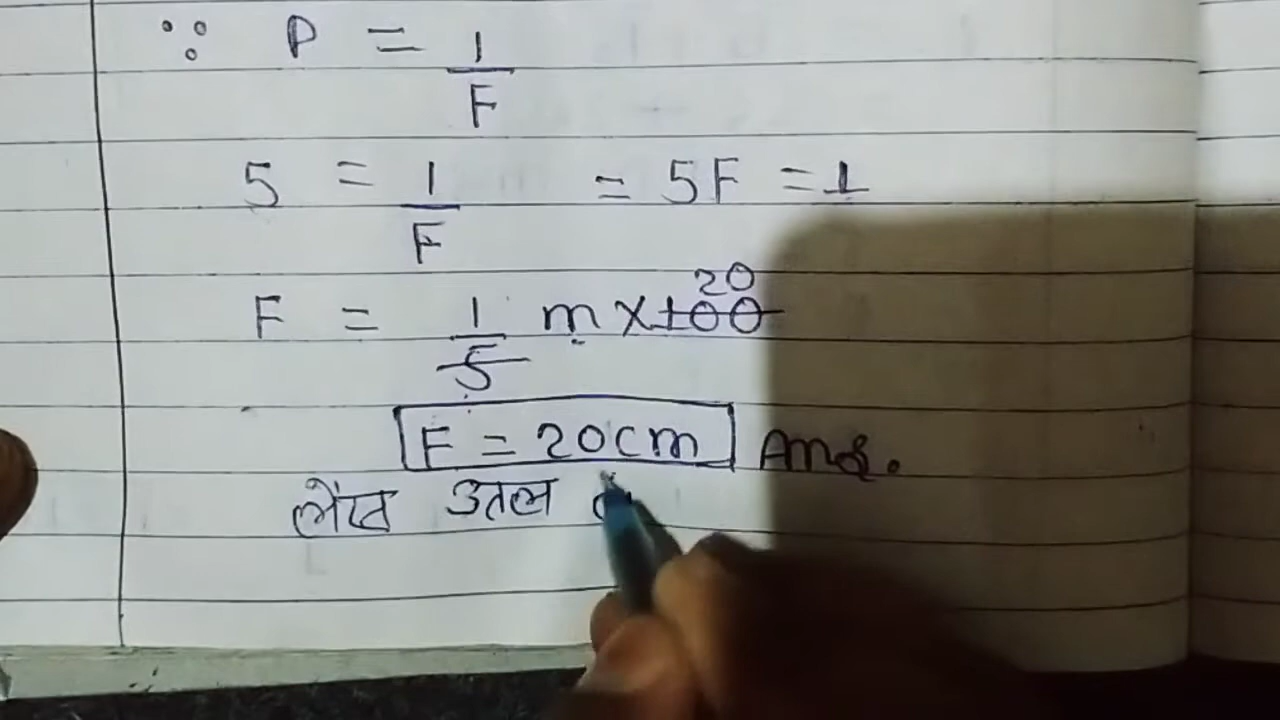 ∵ P = 1/F
5 = 1/F = 5F = 1
F = 1/5 m × 100 20
F = 20cm Ans.
लेंस उत्तल